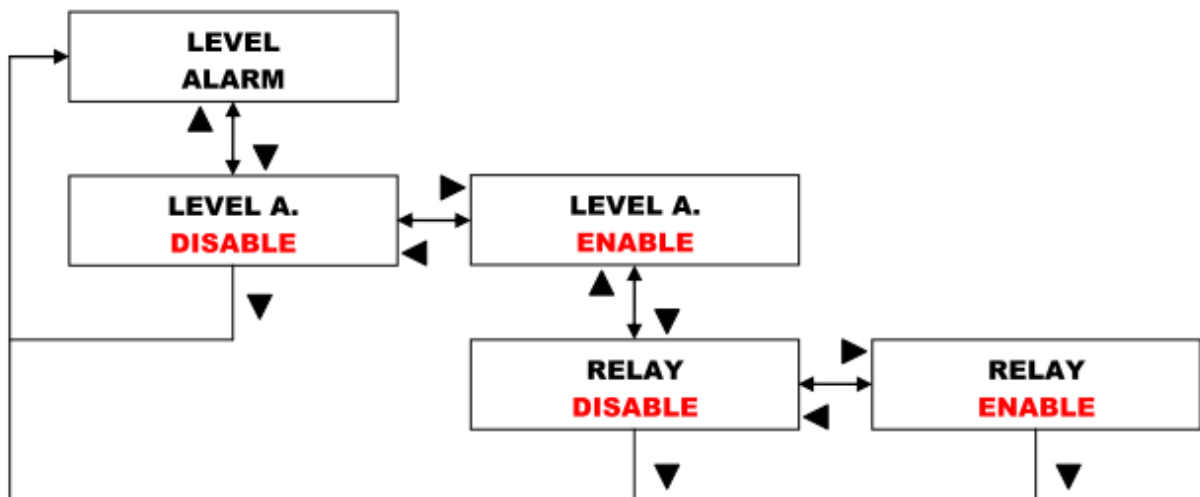 LEVEL
ALARM
LEVEL A.
DISABLE
LEVEL A.
ENABLE
RELAY
DISABLE
RELAY
ENABLE